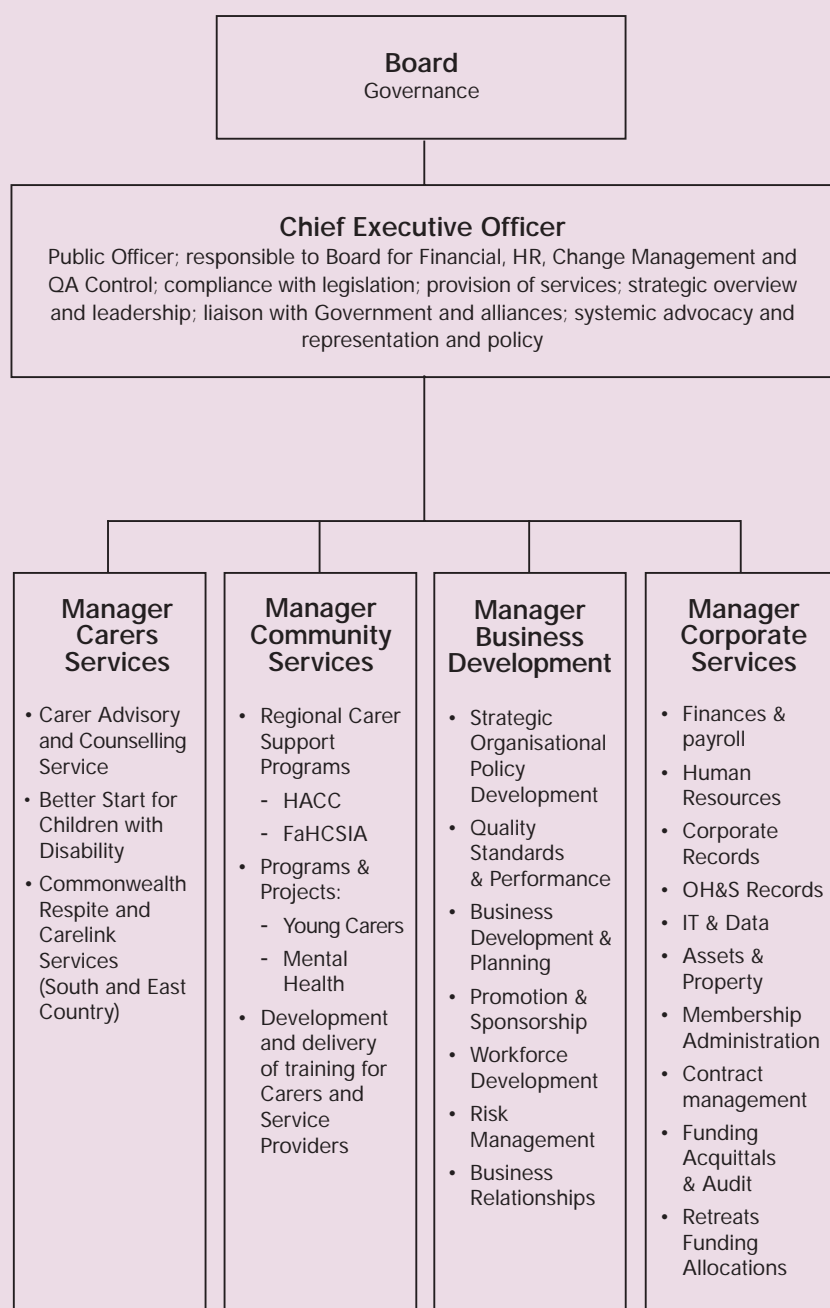 Board
Governance
Chief Executive Officer
Public Officer; responsible to Board for Financial, HR, Change Management and
QA Control; compliance with legislation; provision of services; strategic overview
and leadership; liaison with Government and alliances; systemic advocacy and
representation and policy
Manager
Carers
Services
• Carer Advisory
and Counselling
Service
• Better Start for
Children with
Disability
• Commonwealth
Respite and
Carelink
Services
(South and East
Country)
Manager
Community
Services
• Regional Carer
Support
Programs
- HACC
- FaHCSIA
• Programs &
Projects:
- Young Carers
- Mental
Health
• Development
and delivery
of training for
Carers and
Service
Providers
Manager
Business
Development
• Strategic
Organisational
Policy
Development
• Quality
Standards
& Performance
• Business
Development &
Planning
• Promotion &
Sponsorship
• Workforce
Development
• Risk
Management
• Business
Relationships
Manager
Corporate
Services
• Finances &
payroll
• Human
Resources
• Corporate
Records
• OH&S Records
• IT & Data
• Assets &
Property
• Membership
Administration
• Contract
management
• Funding
Acquittals
& Audit
• Retreats
Funding
Allocations